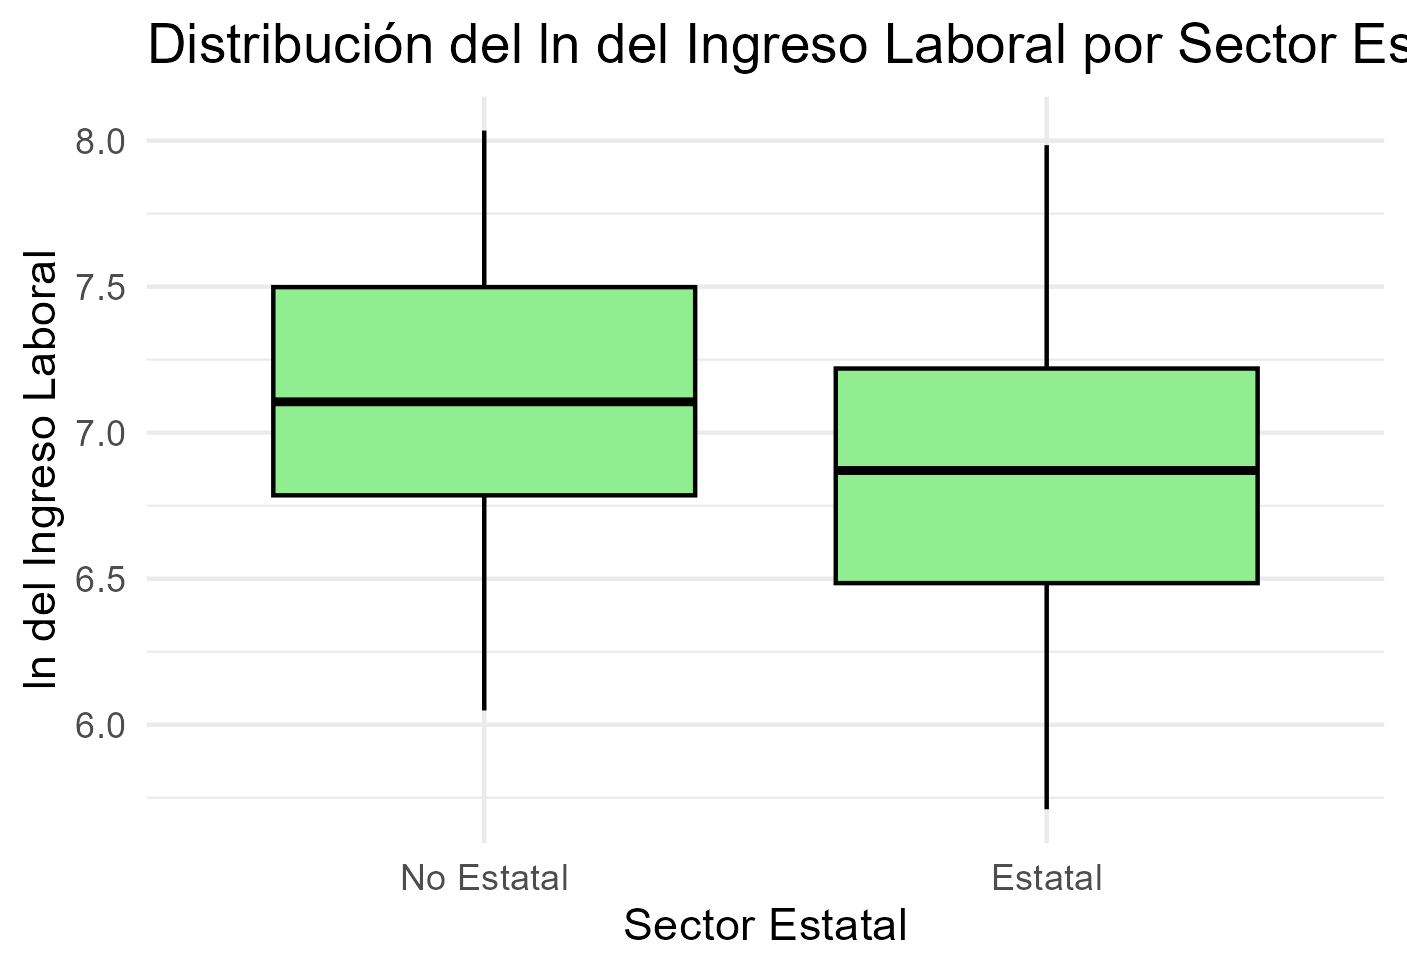 Distribución del ln del Ingreso Laboral por Sector Es
8.0
7.5
7.0
6.5
6.0
ln del Ingreso Laboral
No Estatal
Estatal
Sector Estatal